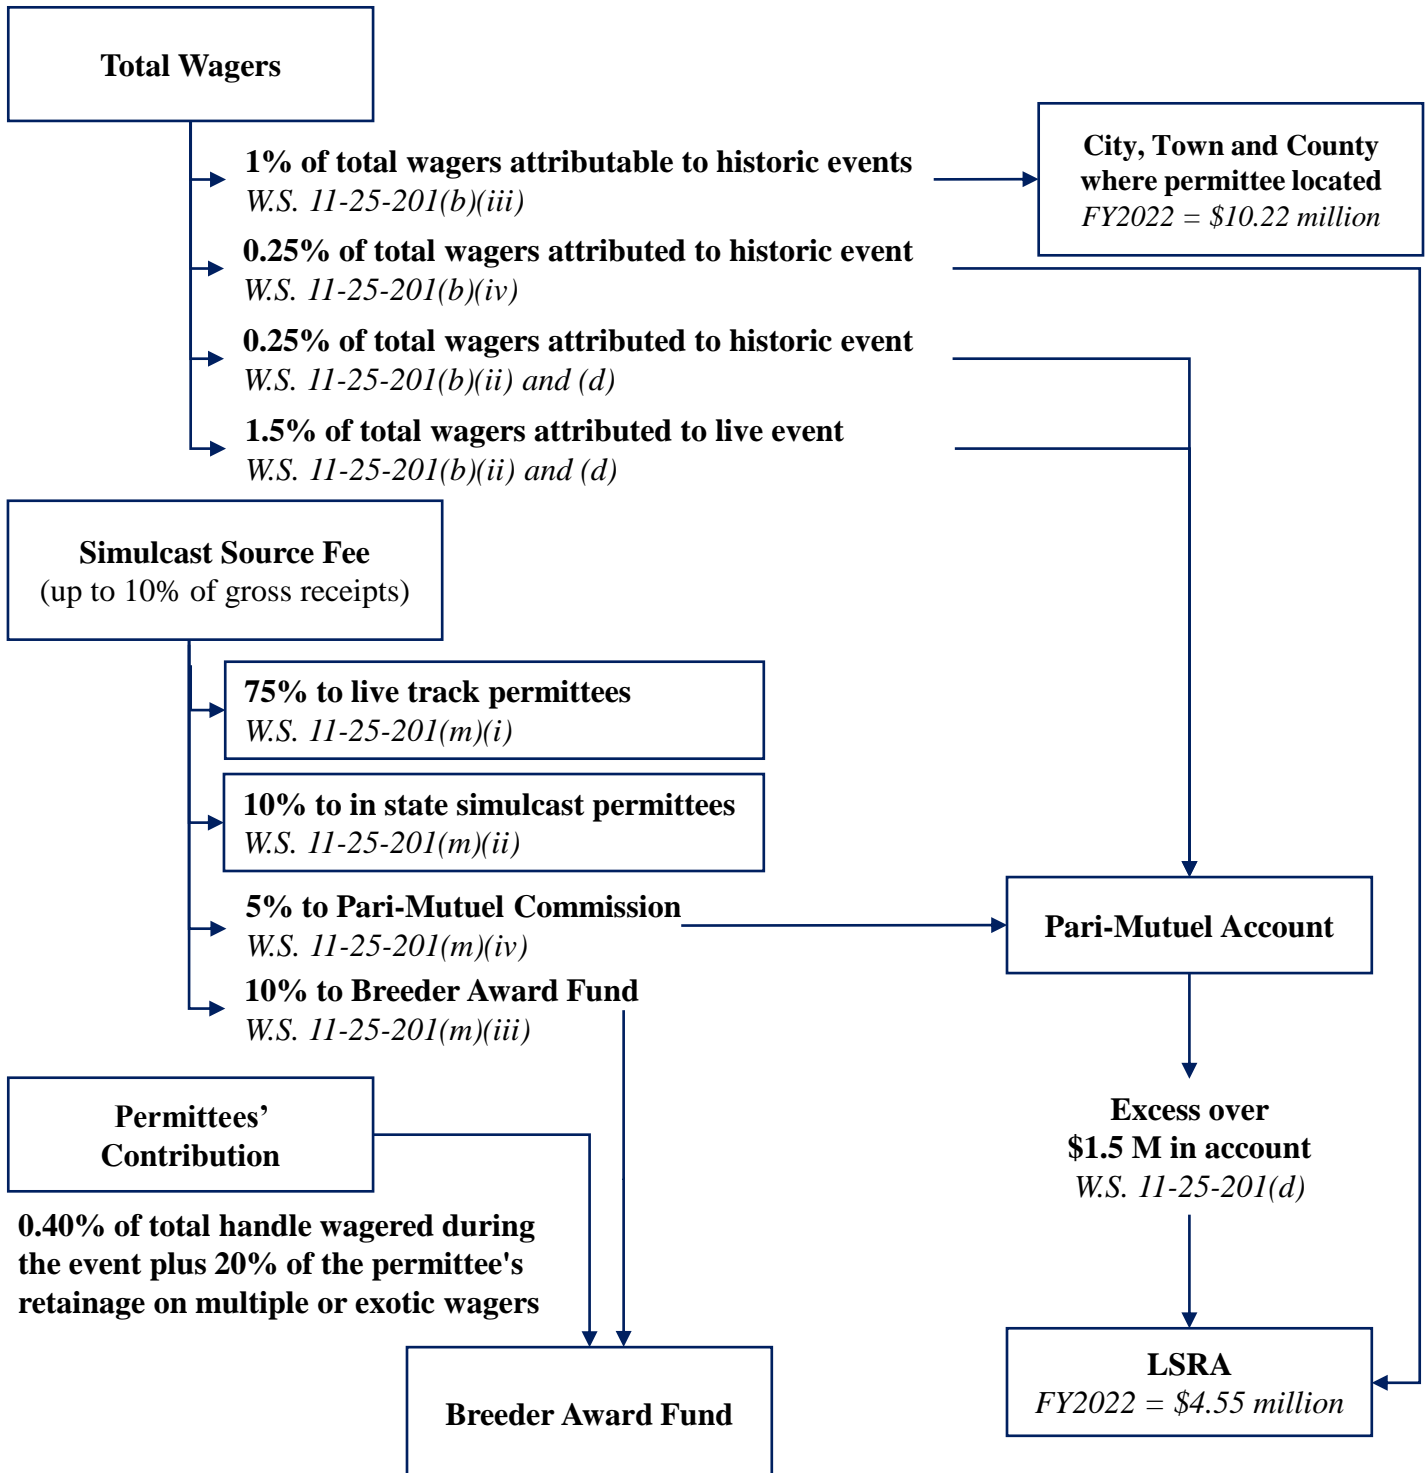 Total Wagers
1% of total wagers attributable to historic events
W.S. 11-25-201(b)(iii)
City, Town and County
where permittee located
FY2022 = $10.22 million
0.25% of total wagers attributed to historic event
W.S. 11-25-201(b)(iv)
0.25% of total wagers attributed to historic event
W.S. 11-25-201(b)(ii) and (d)
1.5% of total wagers attributed to live event
W.S. 11-25-201(b)(ii) and (d)
Simulcast Source Fee
(up to 10% of gross receipts)
75% to live track permittees
W.S. 11-25-201(m)(i)
10% to in state simulcast permittees
W.S. 11-25-201(m)(ii)
5% to Pari-Mutuel Commission
W.S. 11-25-201(m)(iv)
Pari-Mutuel Account
10% to Breeder Award Fund
W.S. 11-25-201(m)(iii)
Permittees’
Contribution
Excess over
$1.5 M in account
W.S. 11-25-201(d)
0.40% of total handle wagered during
the event plus 20% of the permittee's
retainage on multiple or exotic wagers
LSRA
FY2022 = $4.55 million
Breeder Award Fund